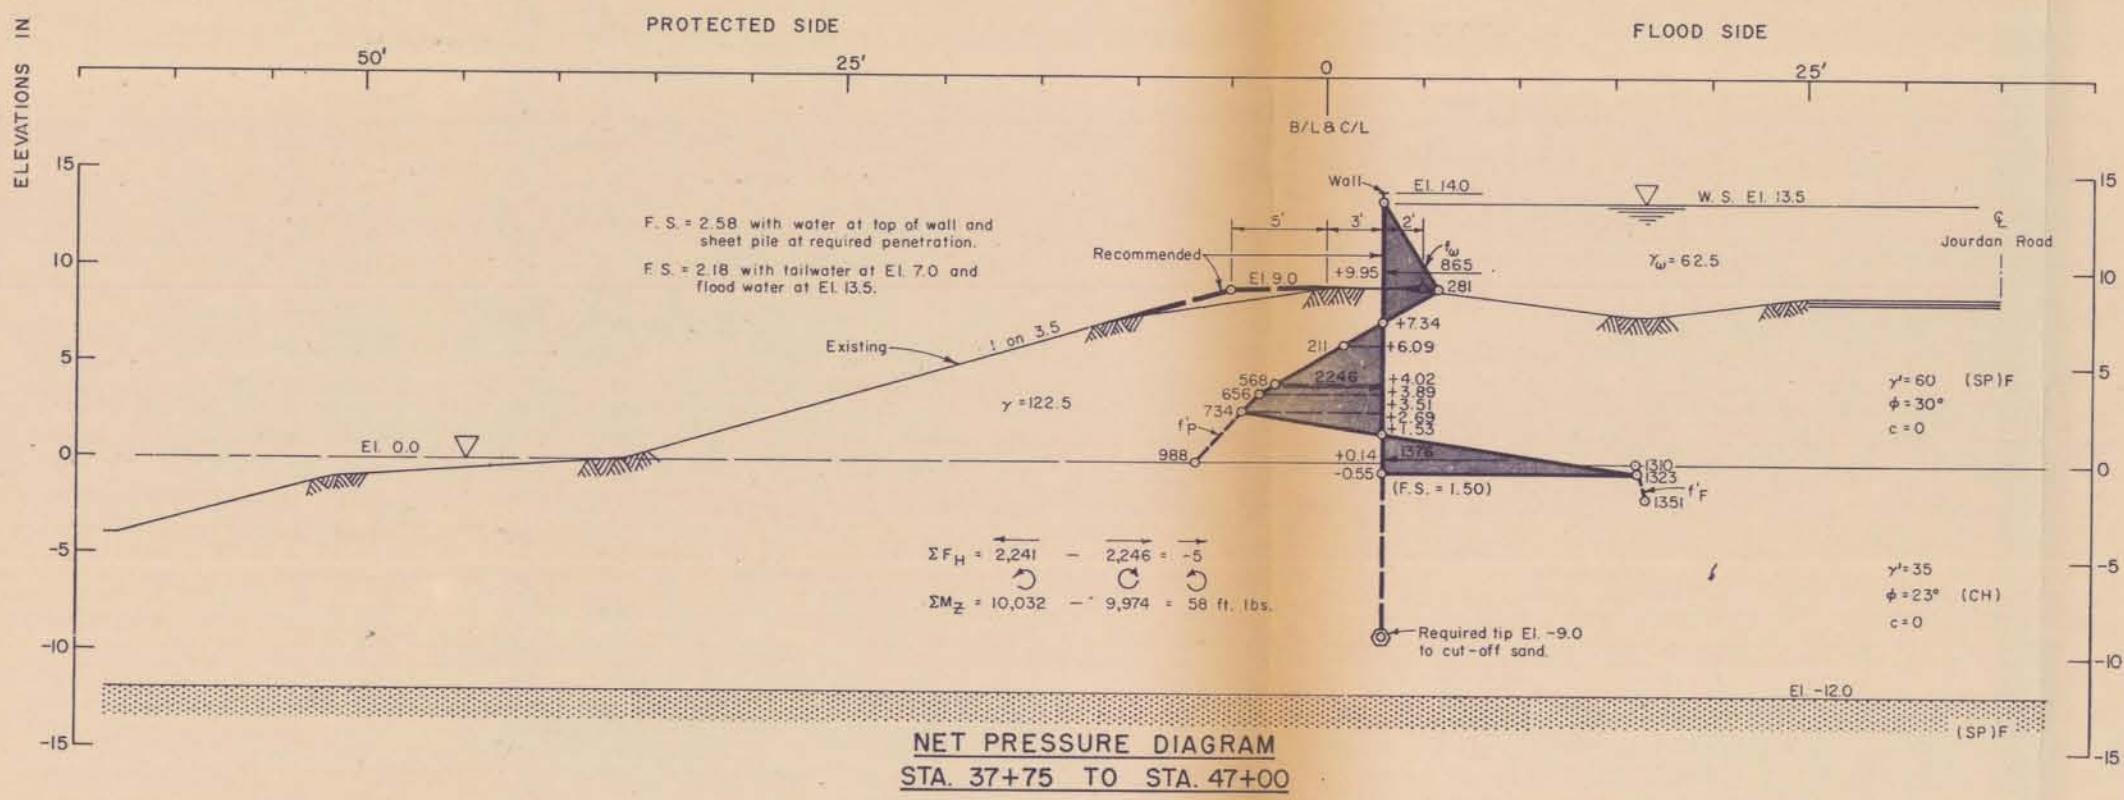 ELEVATIONS IN
PROTECTED SIDE
FLOOD SIDE
50'
25'
0
25'
B/L & C/L
15
10
5
0
-5
-10
-15
15
10
5
0
-5
-10
-15
Wall
El. 14.0
W. S. El. 13.5
℄
Jourdan Road
F. S. = 2.58 with water at top of wall and
sheet pile at required penetration.
F. S. = 2.18 with tailwater at El. 7.0 and
flood water at El. 13.5.
5'
3'
2'
Recommended
fω
γω = 62.5
+9.95
865
El. 9.0
281
+7.34
1 on 3.5
Existing
211
+6.09
568
2246
+4.02
656
+3.89
734
+3.51
+2.69
+1.53
γ = 122.5
f'P
γ' = 60 (SP)F
φ = 30°
c = 0
El. 0.0
988
+0.14
1376
-0.55
1310
1323
f'F
1351
(F.S. = 1.50)
ΣFH = 2,241 - 2,246 = -5
ΣMZ = 10,032 - 9,974 = 58 ft. lbs.
γ' = 35
φ = 23° (CH)
c = 0
Required tip El. -9.0
to cut-off sand.
El. -12.0
(SP)F
NET PRESSURE DIAGRAM
STA. 37+75 TO STA. 47+00